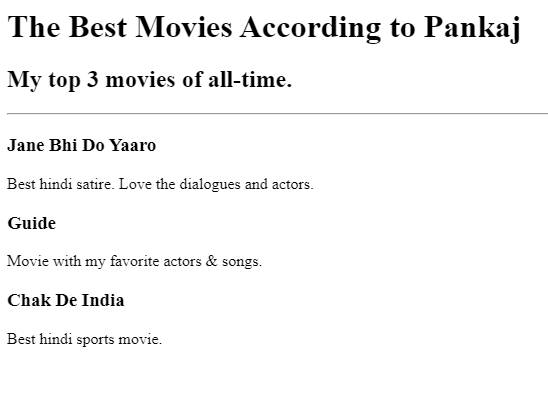 The Best Movies According to Pankaj
My top 3 movies of all-time.
Jane Bhi Do Yaaro
Best hindi satire. Love the dialogues and actors.
Guide
Movie with my favorite actors & songs.
Chak De India
Best hindi sports movie.